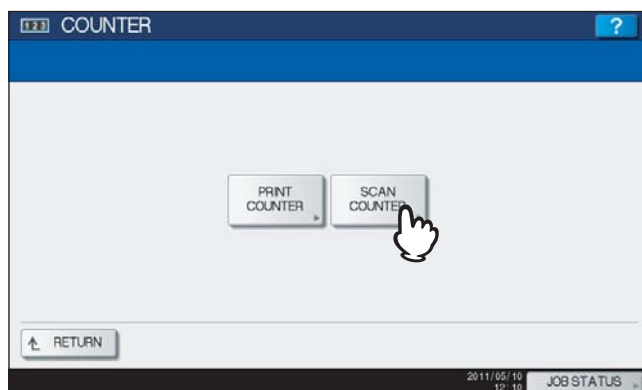 123 COUNTER
?
PRINT
COUNTER
SCAN
COUNTER
RETURN
2011/05/10
12:10
JOB STATUS